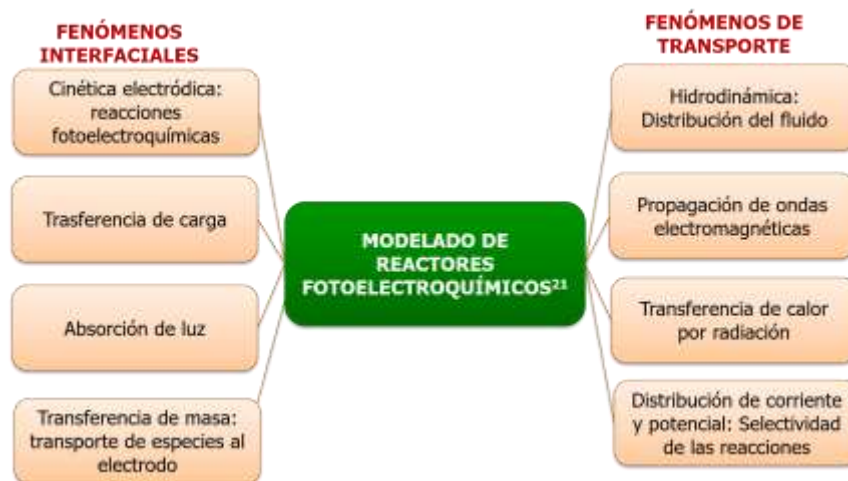 FENÓMENOS
INTERFACIALES
Cinética electródica:
reacciones
fotoelectroquímicas
Trasferencia de carga
Absorción de luz
Transferencia de masa:
transporte de especies al
electrodo
MODELADO DE
REACTORES
FOTOELECTROQUÍMICOS²¹
FENÓMENOS DE
TRANSPORTE
Hidrodinámica:
Distribución del fluido
Propagación de ondas
electromagnéticas
Transferencia de calor
por radiación
Distribución de corriente
y potencial: Selectividad
de las reacciones